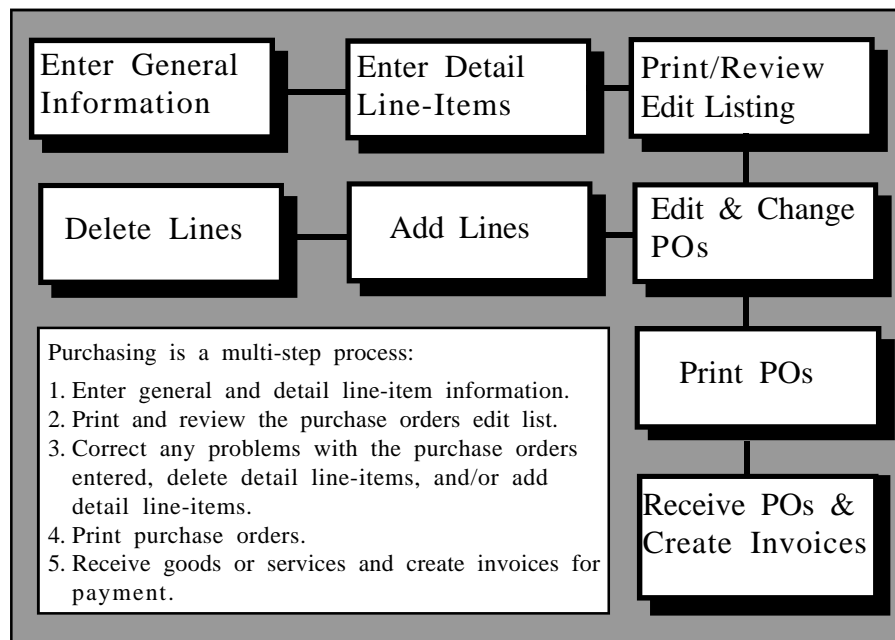 Enter General
Information
Enter Detail
Line-Items
Print/Review
Edit Listing
Delete Lines
Add Lines
Edit & Change
POs
Purchasing is a multi-step process:
1. Enter general and detail line-item information.
2. Print and review the purchase orders edit list.
3. Correct any problems with the purchase orders
entered, delete detail line-items, and/or add
detail line-items.
4. Print purchase orders.
5. Receive goods or services and create invoices for
payment.
Print POs
Receive POs &
Create Invoices